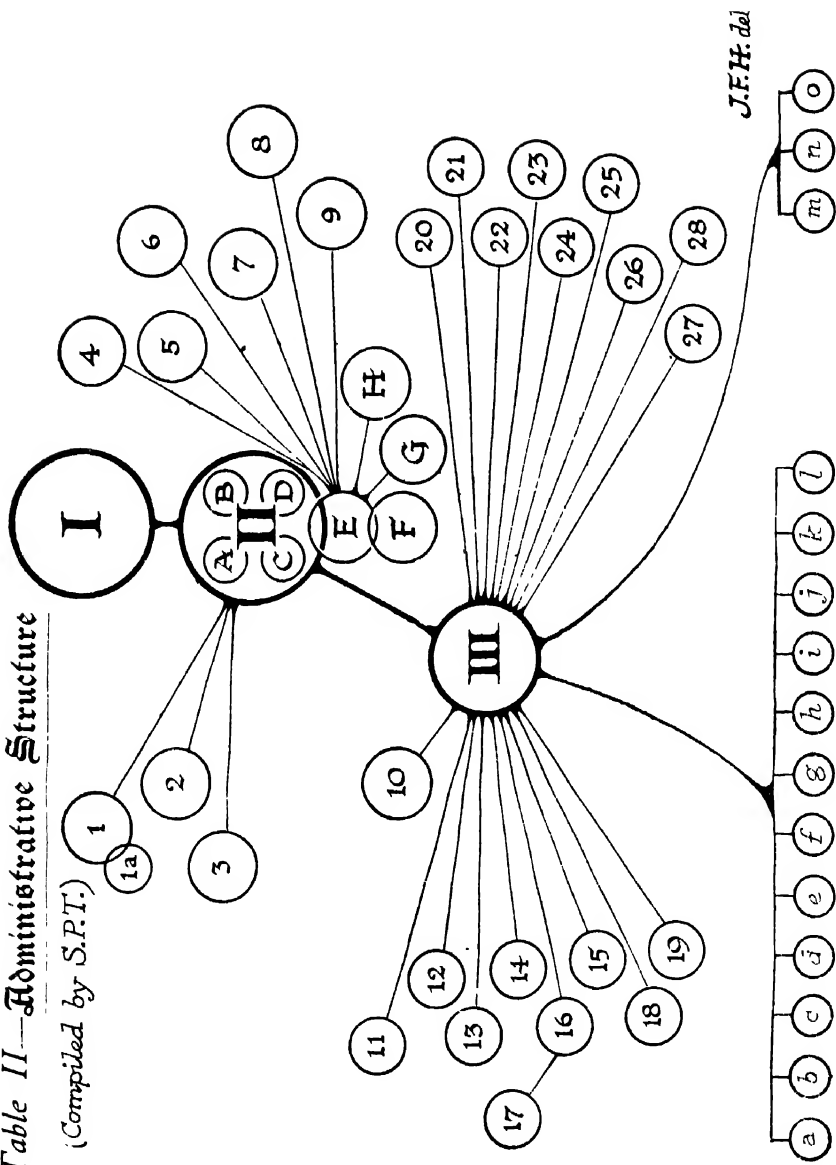 Table II—Administrative Structure
(Compiled by S.P.T.)
I
1
1a
2
3
II
A
B
C
D
E
F
G
H
4
5
6
7
8
9
III
10
11
12
13
14
15
16
17
18
19
20
21
22
23
24
25
26
27
28
J.F.H. del
a b c d e f g h i j k l m n o